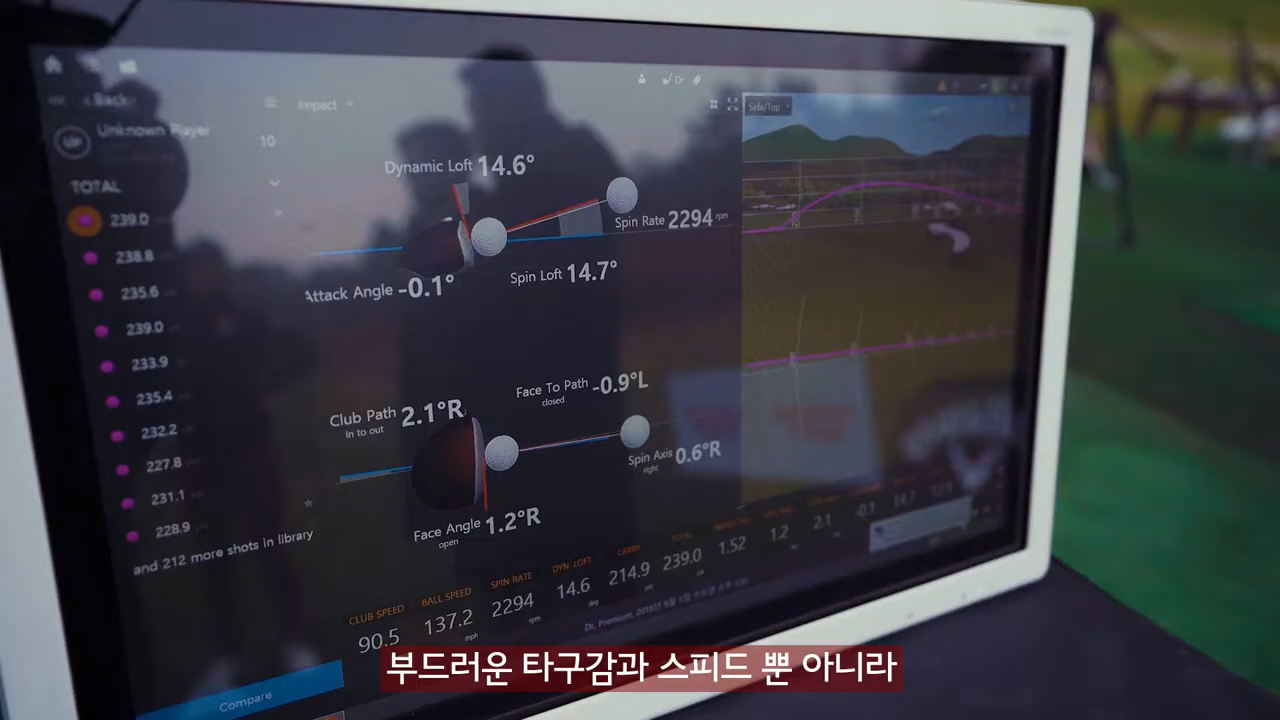 Back
Impact
Side/Top
UP
Unknown Player
10
TOTAL
239.0
238.8
235.6
239.0
233.9
235.4
232.2
227.8
231.1
228.9
and 212 more shots in library
Compare
Dynamic Loft 14.6°
Spin Rate 2294 rpm
Attack Angle -0.1°
Spin Loft 14.7°
Face To Path -0.9°L
closed
Club Path 2.1°R
in to out
Spin Axis 0.6°R
right
Face Angle 1.2°R
open
CLUB SPEED BALL SPEED SPIN RATE DYN. LOFT CARRY TOTAL
90.5 137.2 2294 14.6 214.9 239.0 1.52 1.2 2.1 -0.1 14.7
mph rpm deg
부드러운 타구감과 스피드 뿐 아니라